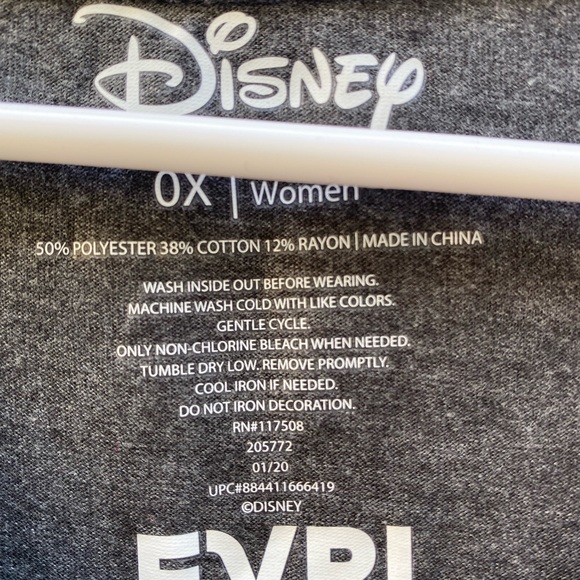 Disney
0X | Women
50% POLYESTER 38% COTTON 12% RAYON | MADE IN CHINA
WASH INSIDE OUT BEFORE WEARING.
MACHINE WASH COLD WITH LIKE COLORS.
GENTLE CYCLE.
ONLY NON-CHLORINE BLEACH WHEN NEEDED.
TUMBLE DRY LOW. REMOVE PROMPTLY.
COOL IRON IF NEEDED.
DO NOT IRON DECORATION.
RN#117508
205772
01/20
UPC#884411666419
©DISNEY